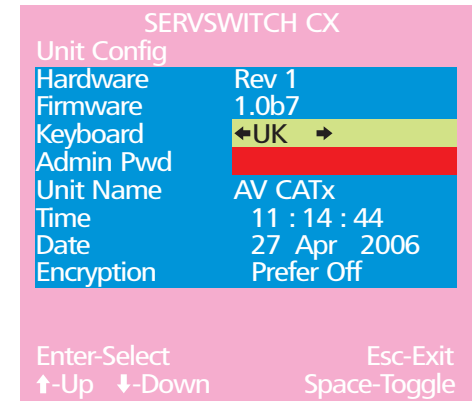 SERVSWITCH CX
Unit Config
Hardware Rev 1
Firmware 1.0b7
Keyboard ←UK →
Admin Pwd
Unit Name AV CATx
Time 11 : 14 : 44
Date 27 Apr 2006
Encryption Prefer Off
Enter-Select Esc-Exit
↑-Up ↓-Down Space-Toggle